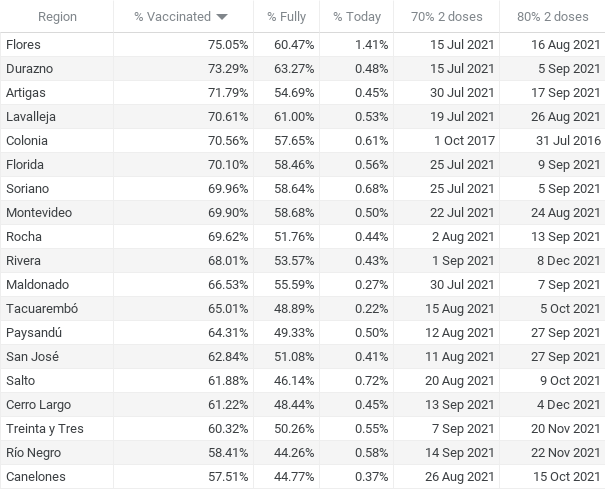 Region % Vaccinated % Fully % Today 70% 2 doses 80% 2 doses
Flores 75.05% 60.47% 1.41% 15 Jul 2021 16 Aug 2021
Durazno 73.29% 63.27% 0.48% 15 Jul 2021 5 Sep 2021
Artigas 71.79% 54.69% 0.45% 30 Jul 2021 17 Sep 2021
Lavalleja 70.61% 61.00% 0.53% 19 Jul 2021 26 Aug 2021
Colonia 70.56% 57.65% 0.61% 1 Oct 2017 31 Jul 2016
Florida 70.10% 58.46% 0.56% 25 Jul 2021 9 Sep 2021
Soriano 69.96% 58.64% 0.68% 25 Jul 2021 5 Sep 2021
Montevideo 69.90% 58.68% 0.50% 22 Jul 2021 24 Aug 2021
Rocha 69.62% 51.76% 0.44% 2 Aug 2021 13 Sep 2021
Rivera 68.01% 53.57% 0.43% 1 Sep 2021 8 Dec 2021
Maldonado 66.53% 55.59% 0.27% 30 Jul 2021 7 Sep 2021
Tacuarembó 65.01% 48.89% 0.22% 15 Aug 2021 5 Oct 2021
Paysandú 64.31% 49.33% 0.50% 12 Aug 2021 27 Sep 2021
San José 62.84% 51.08% 0.41% 11 Aug 2021 27 Sep 2021
Salto 61.88% 46.14% 0.72% 20 Aug 2021 9 Oct 2021
Cerro Largo 61.22% 48.44% 0.45% 13 Sep 2021 4 Dec 2021
Treinta y Tres 60.32% 50.26% 0.55% 7 Sep 2021 20 Nov 2021
Río Negro 58.41% 44.26% 0.58% 14 Sep 2021 22 Nov 2021
Canelones 57.51% 44.77% 0.37% 26 Aug 2021 15 Oct 2021